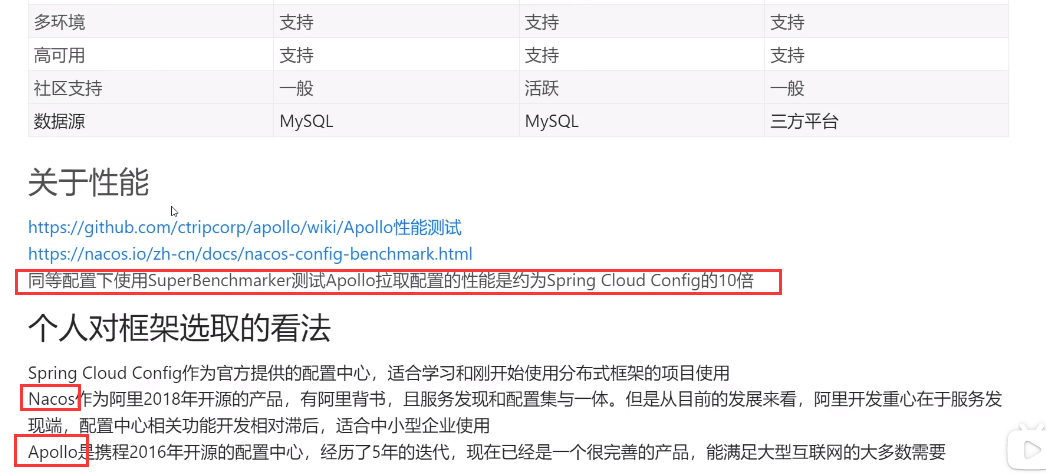 多环境 支持 支持 支持
高可用 支持 支持 支持
社区支持 一般 活跃 一般
数据源 MySQL MySQL 三方平台
关于性能
https://github.com/ctripcorp/apollo/wiki/Apollo性能测试
https://nacos.io/zh-cn/docs/nacos-config-benchmark.html
同等配置下使用SuperBenchmarker测试Apollo拉取配置的性能是约为Spring Cloud Config的10倍
个人对框架选取的看法
Spring Cloud Config作为官方提供的配置中心，适合学习和刚开始使用分布式框架的项目使用
Nacos作为阿里2018年开源的产品，有阿里背书，且服务发现和配置集与一体。但是从目前的发展来看，阿里开发重心在于服务发
现端，配置中心相关功能开发相对滞后，适合中小型企业使用
Apollo是携程2016年开源的配置中心，经历了5年的迭代，现在已经是一个很完善的产品，能满足大型互联网的大多数需要